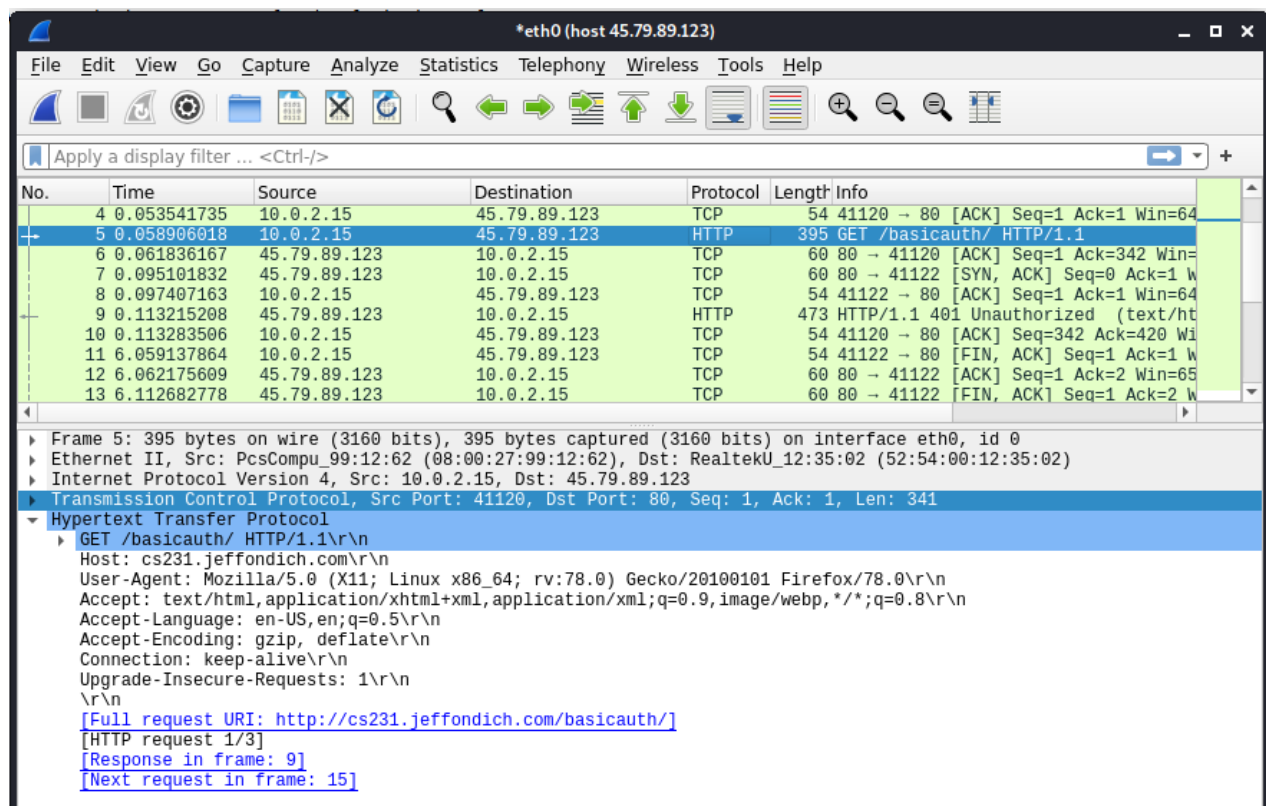 *eth0 (host 45.79.89.123)
File Edit View Go Capture Analyze Statistics Telephony Wireless Tools Help
Apply a display filter … <Ctrl-/>
No. Time Source Destination Protocol Length Info
4 0.053541735 10.0.2.15 45.79.89.123 TCP 54 41120 → 80 [ACK] Seq=1 Ack=1 Win=64
5 0.058906018 10.0.2.15 45.79.89.123 HTTP 395 GET /basicauth/ HTTP/1.1
6 0.061836167 45.79.89.123 10.0.2.15 TCP 60 80 → 41120 [ACK] Seq=1 Ack=342 Win=
7 0.095101832 45.79.89.123 10.0.2.15 TCP 60 80 → 41122 [SYN, ACK] Seq=0 Ack=1 W
8 0.097407163 10.0.2.15 45.79.89.123 TCP 54 41122 → 80 [ACK] Seq=1 Ack=1 Win=64
9 0.113215208 45.79.89.123 10.0.2.15 HTTP 473 HTTP/1.1 401 Unauthorized (text/ht
10 0.113283506 10.0.2.15 45.79.89.123 TCP 54 41120 → 80 [ACK] Seq=342 Ack=420 Wi
11 6.059137864 10.0.2.15 45.79.89.123 TCP 54 41122 → 80 [FIN, ACK] Seq=1 Ack=1 W
12 6.062175609 45.79.89.123 10.0.2.15 TCP 60 80 → 41122 [ACK] Seq=1 Ack=2 Win=65
13 6.112682778 45.79.89.123 10.0.2.15 TCP 60 80 → 41122 [FIN, ACK] Seq=1 Ack=2 W
Frame 5: 395 bytes on wire (3160 bits), 395 bytes captured (3160 bits) on interface eth0, id 0
Ethernet II, Src: PcsCompu_99:12:62 (08:00:27:99:12:62), Dst: RealtekU_12:35:02 (52:54:00:12:35:02)
Internet Protocol Version 4, Src: 10.0.2.15, Dst: 45.79.89.123
Transmission Control Protocol, Src Port: 41120, Dst Port: 80, Seq: 1, Ack: 1, Len: 341
Hypertext Transfer Protocol
GET /basicauth/ HTTP/1.1\r\n
Host: cs231.jeffondich.com\r\n
User-Agent: Mozilla/5.0 (X11; Linux x86_64; rv:78.0) Gecko/20100101 Firefox/78.0\r\n
Accept: text/html,application/xhtml+xml,application/xml;q=0.9,image/webp,*/*;q=0.8\r\n
Accept-Language: en-US,en;q=0.5\r\n
Accept-Encoding: gzip, deflate\r\n
Connection: keep-alive\r\n
Upgrade-Insecure-Requests: 1\r\n
\r\n
[Full request URI: http://cs231.jeffondich.com/basicauth/]
[HTTP request 1/3]
[Response in frame: 9]
[Next request in frame: 15]